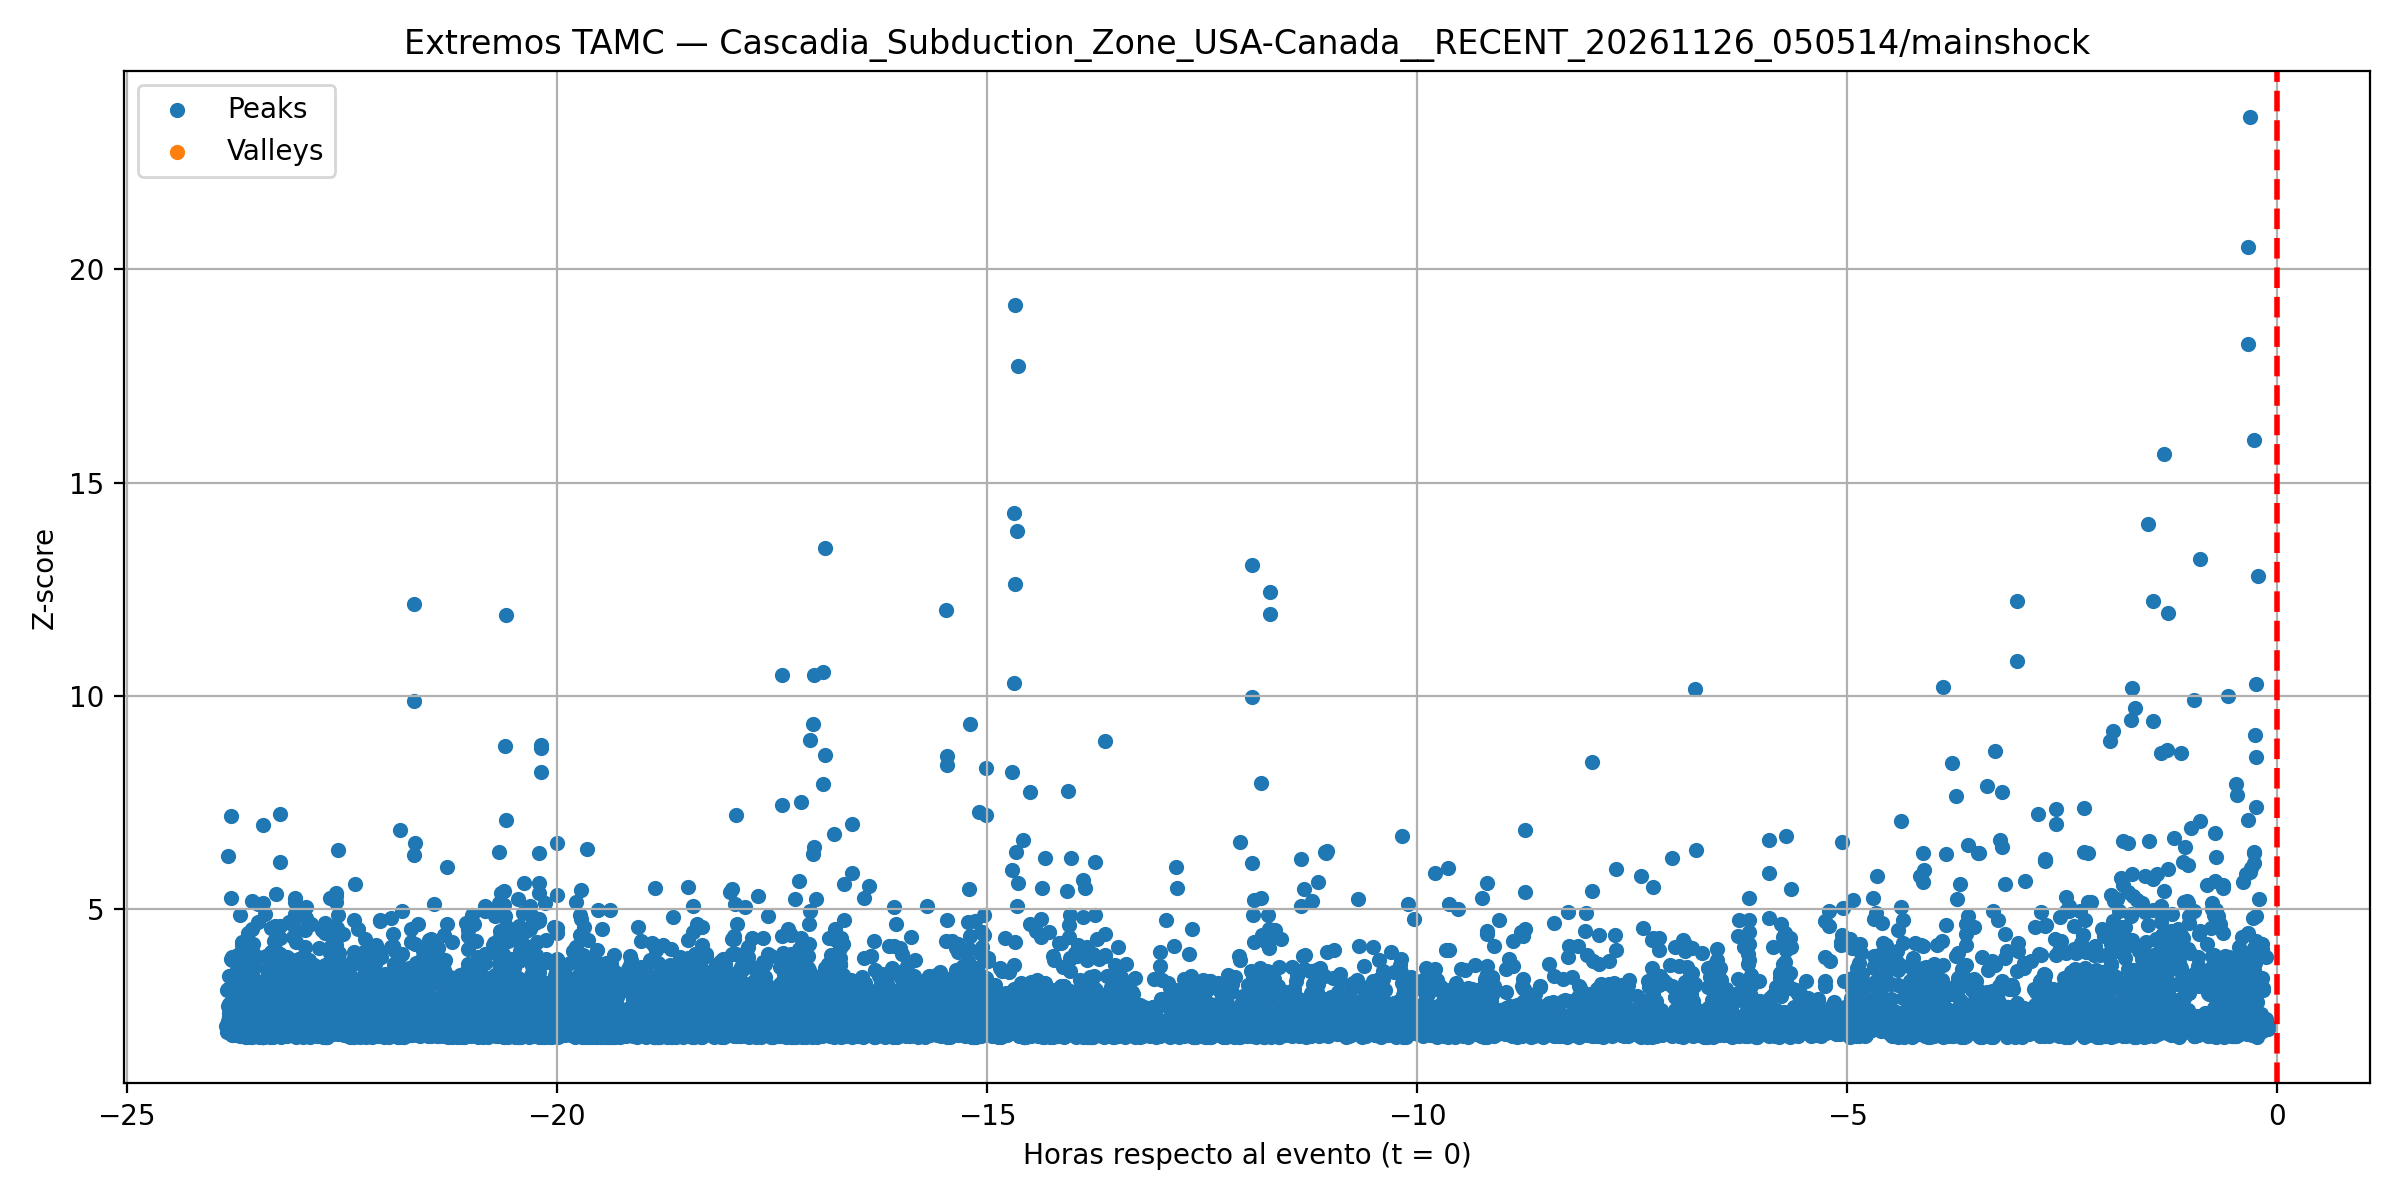 Extremos TAMC — Cascadia_Subduction_Zone_USA-Canada__RECENT_20261126_050514/mainshock
Peaks
Valleys
Z-score
20
15
10
5
−25
−20
−15
−10
−5
0
Horas respecto al evento (t = 0)